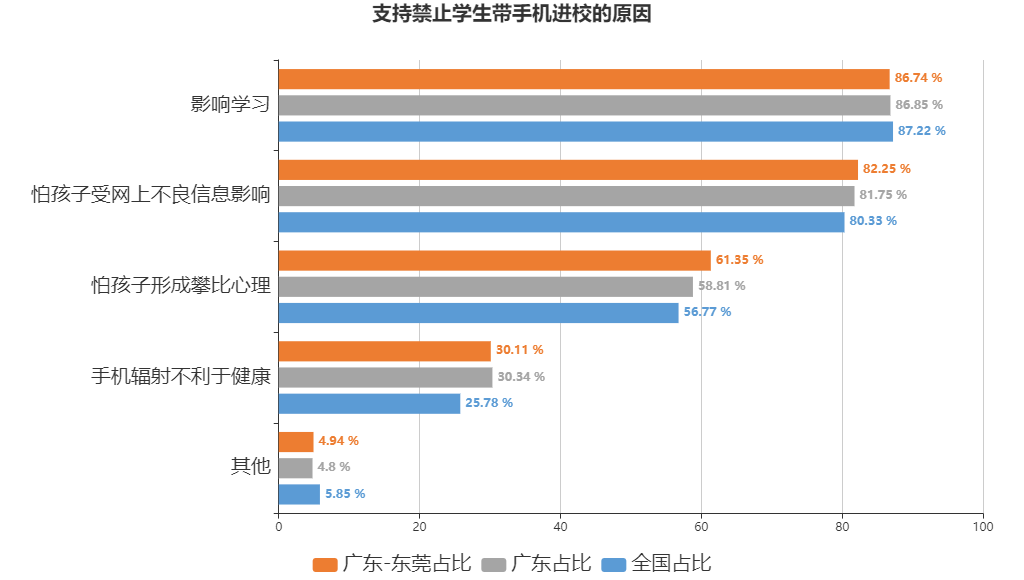 支持禁止学生带手机进校的原因
影响学习
86.74 %
86.85 %
87.22 %
怕孩子受网上不良信息影响
82.25 %
81.75 %
80.33 %
怕孩子形成攀比心理
61.35 %
58.81 %
56.77 %
手机辐射不利于健康
30.11 %
30.34 %
25.78 %
其他
4.94 %
4.8 %
5.85 %
0 20 40 60 80 100
广东-东莞占比 广东占比 全国占比